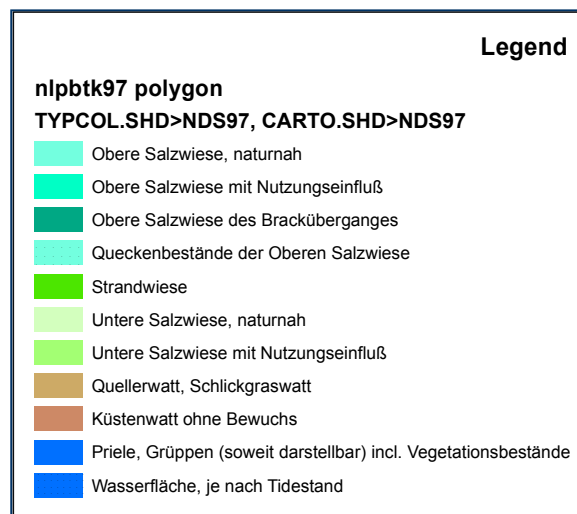 Legend
nlpbtk97 polygon
TYPCOL.SHD>NDS97, CARTO.SHD>NDS97
Obere Salzwiese, naturnah
Obere Salzwiese mit Nutzungseinfluß
Obere Salzwiese des Bracküberganges
Queckenbestände der Oberen Salzwiese
Strandwiese
Untere Salzwiese, naturnah
Untere Salzwiese mit Nutzungseinfluß
Quellerwatt, Schlickgraswatt
Küstenwatt ohne Bewuchs
Priele, Grüppen (soweit darstellbar) incl. Vegetationsbestände
Wasserfläche, je nach Tidestand